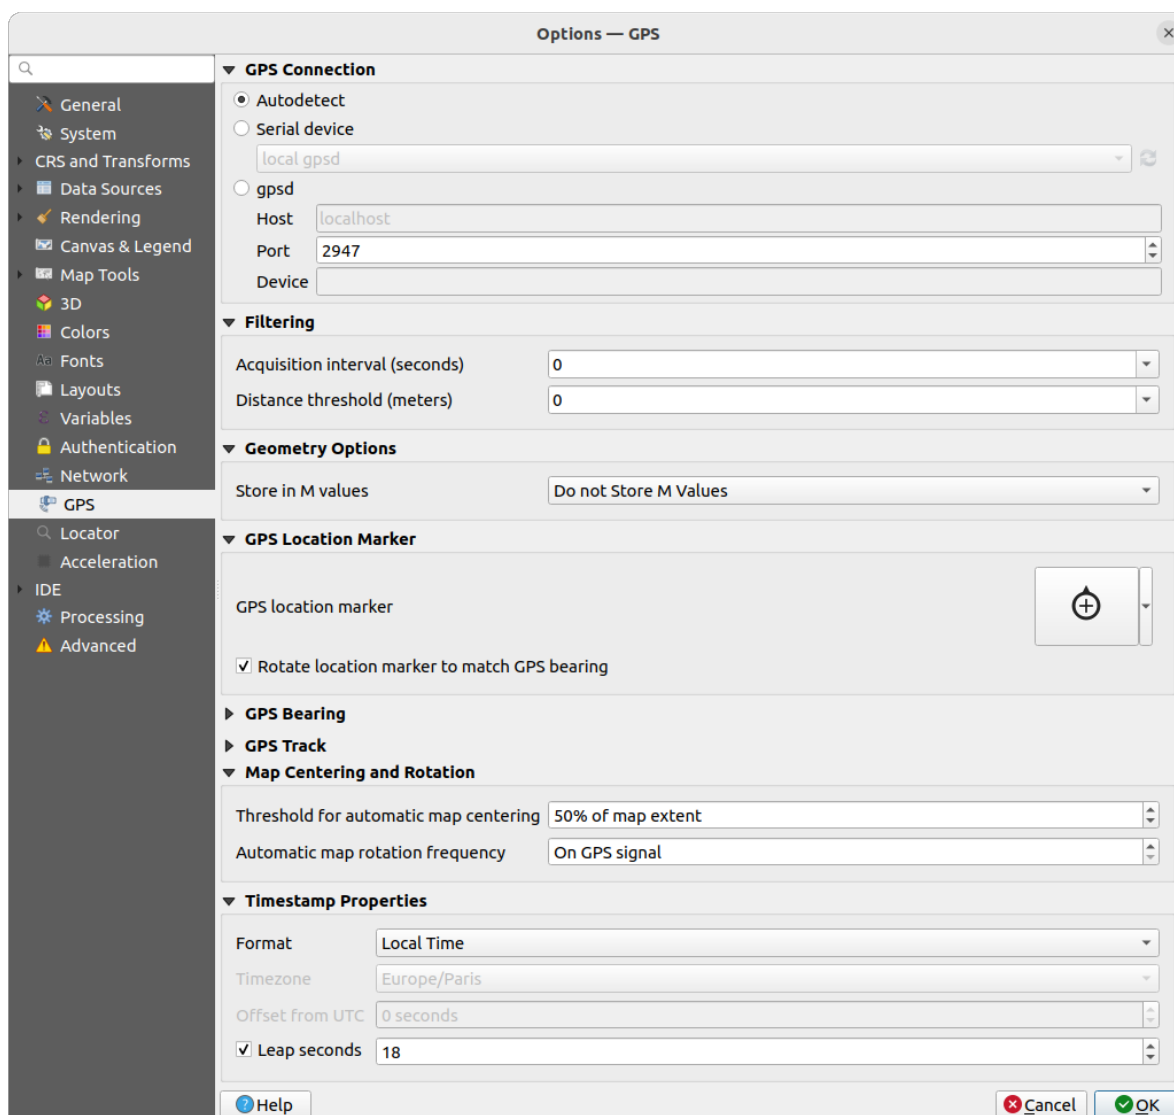 Options — GPS
General
System
CRS and Transforms
Data Sources
Rendering
Canvas & Legend
Map Tools
3D
Colors
Aa Fonts
Layouts
Variables
Authentication
Network
GPS
Locator
Acceleration
IDE
Processing
Advanced
GPS Connection
Autodetect
Serial device
local gpsd
gpsd
Host localhost
Port 2947
Device
Filtering
Acquisition interval (seconds) 0
Distance threshold (meters) 0
Geometry Options
Store in M values Do not Store M Values
GPS Location Marker
GPS location marker
Rotate location marker to match GPS bearing
GPS Bearing
GPS Track
Map Centering and Rotation
Threshold for automatic map centering 50% of map extent
Automatic map rotation frequency On GPS signal
Timestamp Properties
Format Local Time
Timezone Europe/Paris
Offset from UTC 0 seconds
Leap seconds 18
Help Cancel OK